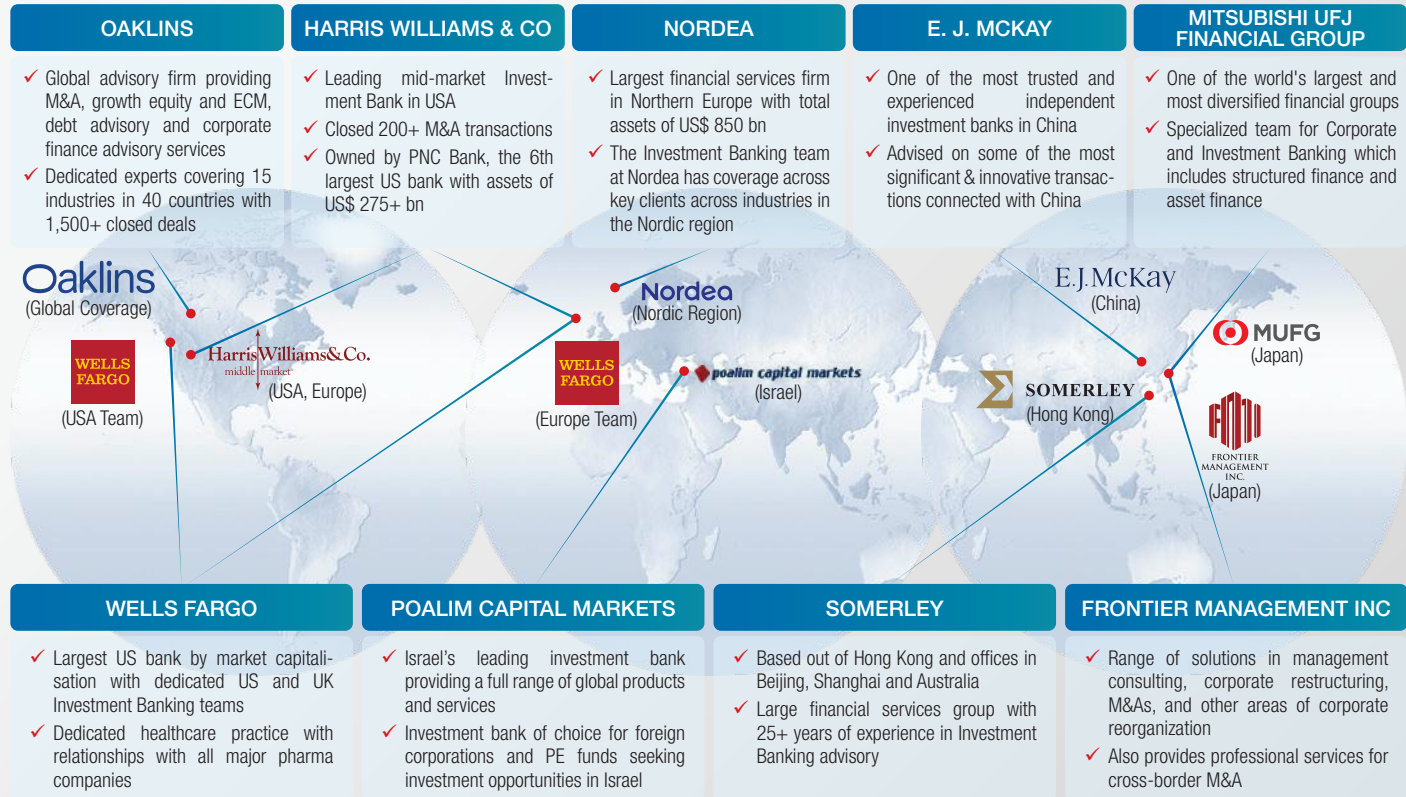 OAKLINS
Global advisory firm providing
M&A, growth equity and ECM,
debt advisory and corporate
finance advisory services
Dedicated experts covering 15
industries in 40 countries with
1,500+ closed deals
HARRIS WILLIAMS & CO
Leading mid-market Invest-
ment Bank in USA
Closed 200+ M&A transactions
Owned by PNC Bank, the 6th
largest US bank with assets of
US$ 275+ bn
NORDEA
Largest financial services firm
in Northern Europe with total
assets of US$ 850 bn
The Investment Banking team
at Nordea has coverage across
key clients across industries in
the Nordic region
E. J. MCKAY
One of the most trusted and
experienced independent
investment banks in China
Advised on some of the most
significant & innovative transac-
tions connected with China
MITSUBISHI UFJ
FINANCIAL GROUP
One of the world's largest and
most diversified financial groups
Specialized team for Corporate
and Investment Banking which
includes structured finance and
asset finance
Oaklins
(Global Coverage)
WELLS
FARGO
(USA Team)
HarrisWilliams&Co.
middle market
(USA, Europe)
Nordea
(Nordic Region)
WELLS
FARGO
(Europe Team)
poalim capital markets
(Israel)
E.J.McKay
(China)
SOMERLEY
(Hong Kong)
MUFG
(Japan)
FRONTIER
MANAGEMENT
INC.
(Japan)
WELLS FARGO
Largest US bank by market capitali-
sation with dedicated US and UK
Investment Banking teams
Dedicated healthcare practice with
relationships with all major pharma
companies
POALIM CAPITAL MARKETS
Israel's leading investment bank
providing a full range of global products
and services
Investment bank of choice for foreign
corporations and PE funds seeking
investment opportunities in Israel
SOMERLEY
Based out of Hong Kong and offices in
Beijing, Shanghai and Australia
Large financial services group with
25+ years of experience in Investment
Banking advisory
FRONTIER MANAGEMENT INC
Range of solutions in management
consulting, corporate restructuring,
M&As, and other areas of corporate
reorganization
Also provides professional services for
cross-border M&A